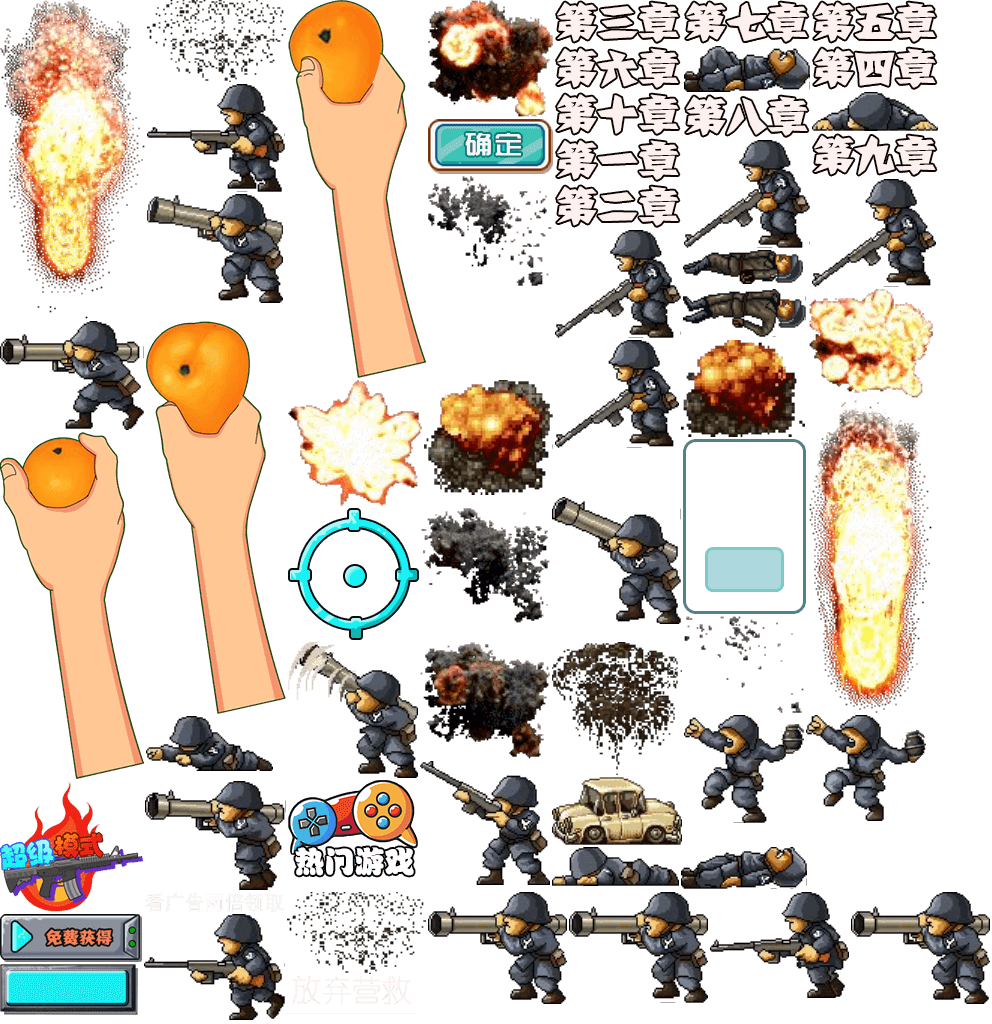 第三章
第七章
第五章
第六章
第四章
第十章
第八章
确定
第一章
第九章
第二章
超级模式
热门游戏
看广告双倍领取
免费获得
放弃营救